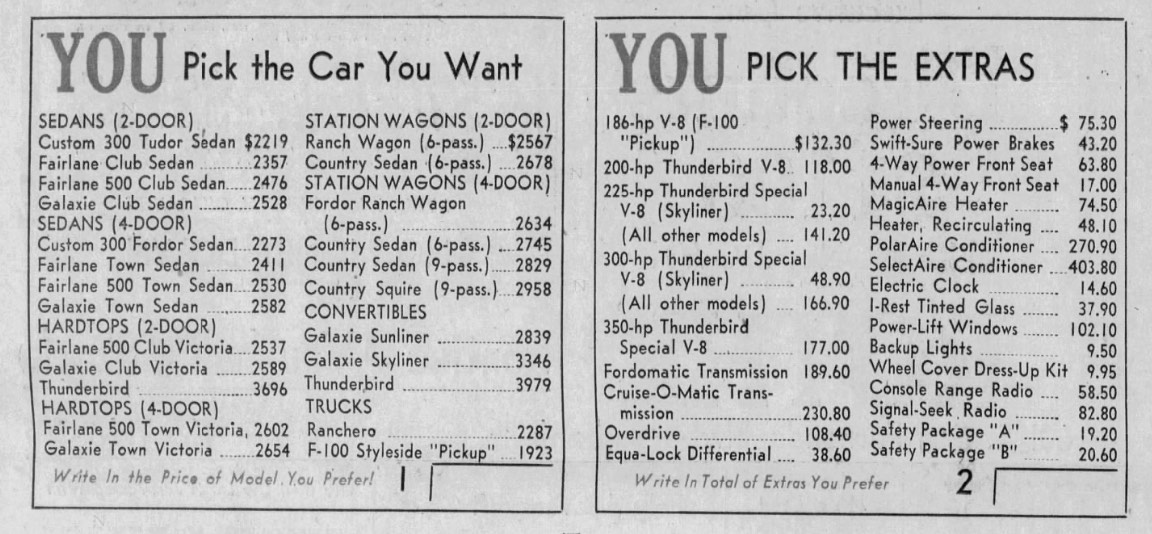 YOU Pick the Car You Want
SEDANS (2-DOOR)
Custom 300 Tudor Sedan $2219
Fairlane Club Sedan ........ 2357
Fairlane 500 Club Sedan...... 2476
Galaxie Club Sedan .......... 2528
SEDANS (4-DOOR)
Custom 300 Fordor Sedan.... 2273
Fairlane Town Sedan ........ 2411
Fairlane 500 Town Sedan.... 2530
Galaxie Town Sedan ........ 2582
HARDTOPS (2-DOOR)
Fairlane 500 Club Victoria.... 2537
Galaxie Club Victoria ........ 2589
Thunderbird .................. 3696
HARDTOPS (4-DOOR)
Fairlane 500 Town Victoria, 2602
Galaxie Town Victoria ...... 2654
STATION WAGONS (2-DOOR)
Ranch Wagon (6-pass.) ....$2567
Country Sedan (6-pass.) .... 2678
STATION WAGONS (4-DOOR)
Fordor Ranch Wagon
(6-pass.) .................. 2634
Country Sedan (6-pass.) .... 2745
Country Sedan (9-pass.).... 2829
Country Squire (9-pass.).... 2958
CONVERTIBLES
Galaxie Sunliner ............ 2839
Galaxie Skyliner ............ 3346
Thunderbird ................ 3979
TRUCKS
Ranchero .................... 2287
F-100 Styleside "Pickup" .... 1923
Write In the Price of Model You Prefer! 1
YOU PICK THE EXTRAS
186-hp V-8 (F-100
"Pickup") ................$132.30
200-hp Thunderbird V-8.. 118.00
225-hp Thunderbird Special
V-8 (Skyliner) .......... 23.20
(All other models) .... 141.20
300-hp Thunderbird Special
V-8 (Skyliner) .......... 48.90
(All other models) .... 166.90
350-hp Thunderbird
Special V-8 .............. 177.00
Fordomatic Transmission 189.60
Cruise-O-Matic Trans-
mission .................. 230.80
Overdrive .................. 108.40
Equa-Lock Differential .... 38.60
Power Steering ............$ 75.30
Swift-Sure Power Brakes 43.20
4-Way Power Front Seat 63.80
Manual 4-Way Front Seat 17.00
MagicAire Heater .......... 74.50
Heater, Recirculating .... 48.10
PolarAire Conditioner .... 270.90
SelectAire Conditioner ....403.80
Electric Clock .............. 14.60
I-Rest Tinted Glass ........ 37.90
Power-Lift Windows ...... 102.10
Backup Lights .............. 9.50
Wheel Cover Dress-Up Kit 9.95
Console Range Radio .... 58.50
Signal-Seek Radio ........ 82.80
Safety Package "A" ...... 19.20
Safety Package "B" ........ 20.60
Write In Total of Extras You Prefer 2